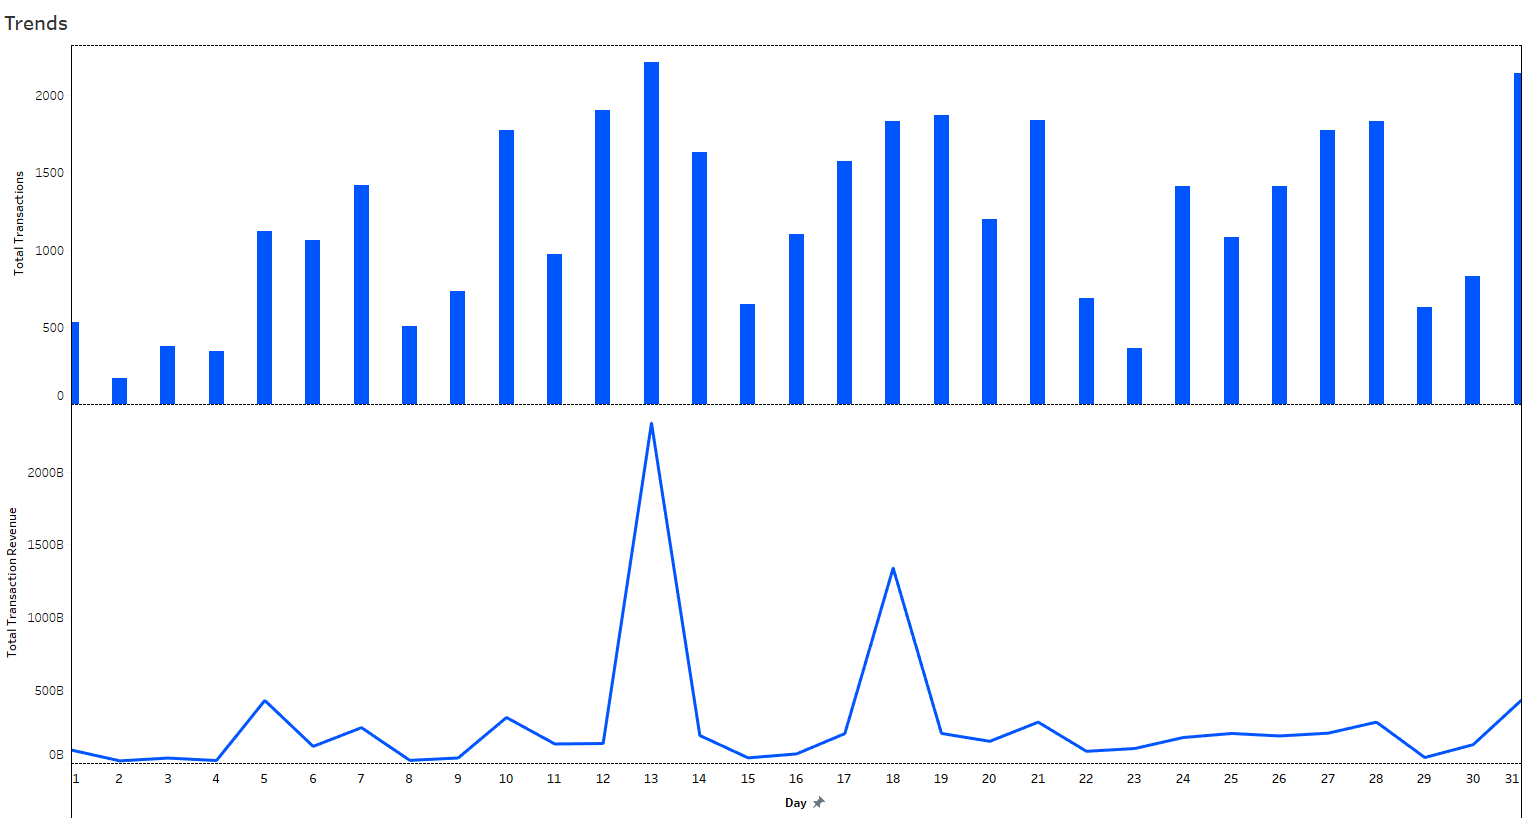 Trends
Total Transactions
2000
1500
1000
500
0
Total Transaction Revenue
2000B
1500B
1000B
500B
0B
1 2 3 4 5 6 7 8 9 10 11 12 13 14 15 16 17 18 19 20 21 22 23 24 25 26 27 28 29 30 31
Day